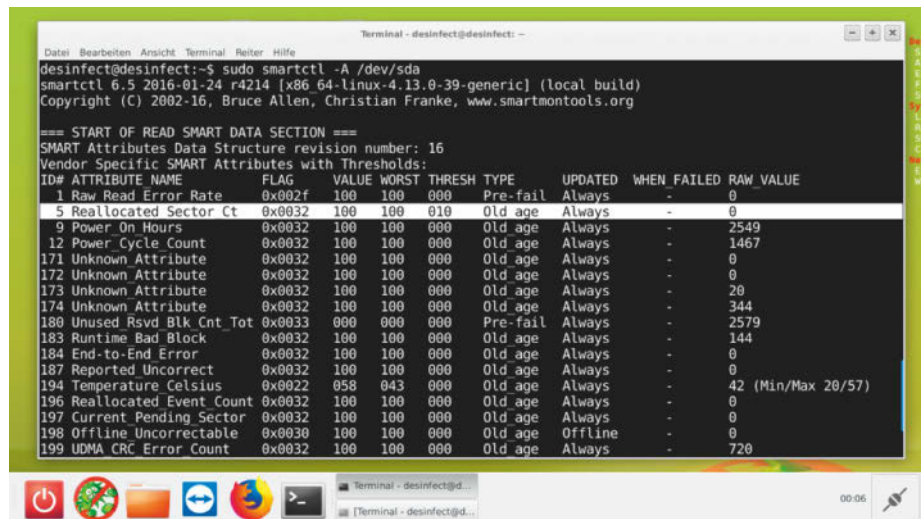 Terminal - desinfect@desinfect: ~
Datei Bearbeiten Ansicht Terminal Reiter Hilfe
desinfect@desinfect:~$ sudo smartctl -A /dev/sda
smartctl 6.5 2016-01-24 r4214 [x86_64-linux-4.13.0-39-generic] (local build)
Copyright (C) 2002-16, Bruce Allen, Christian Franke, www.smartmontools.org
=== START OF READ SMART DATA SECTION ===
SMART Attributes Data Structure revision number: 16
Vendor Specific SMART Attributes with Thresholds:
ID# ATTRIBUTE_NAME FLAG VALUE WORST THRESH TYPE UPDATED WHEN_FAILED RAW_VALUE
1 Raw_Read_Error_Rate 0x002f 100 100 000 Pre-fail Always - 0
5 Reallocated_Sector_Ct 0x0032 100 100 010 Old_age Always - 0
9 Power_On_Hours 0x0032 100 100 000 Old_age Always - 2549
12 Power_Cycle_Count 0x0032 100 100 000 Old_age Always - 1467
171 Unknown_Attribute 0x0032 100 100 000 Old_age Always - 0
172 Unknown_Attribute 0x0032 100 100 000 Old_age Always - 0
173 Unknown_Attribute 0x0032 100 100 000 Old_age Always - 20
174 Unknown_Attribute 0x0032 100 100 000 Old_age Always - 344
180 Unused_Rsvd_Blk_Cnt_Tot 0x0033 000 000 000 Pre-fail Always - 2579
183 Runtime_Bad_Block 0x0032 100 100 000 Old_age Always - 144
184 End-to-End_Error 0x0032 100 100 000 Old_age Always - 0
187 Reported_Uncorrect 0x0032 100 100 000 Old_age Always - 0
194 Temperature_Celsius 0x0022 058 043 000 Old_age Always - 42 (Min/Max 20/57)
196 Reallocated_Event_Count 0x0032 100 100 000 Old_age Always - 0
197 Current_Pending_Sector 0x0032 100 100 000 Old_age Always - 0
198 Offline_Uncorrectable 0x0030 100 100 000 Old_age Offline - 0
199 UDMA_CRC_Error_Count 0x0032 100 100 000 Old_age Always - 720
Terminal - desinfect@d...
[Terminal - desinfect@d...
00:06